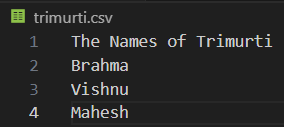 trimurti.csv
1 The Names of Trimurti
2 Brahma
3 Vishnu
4 Mahesh